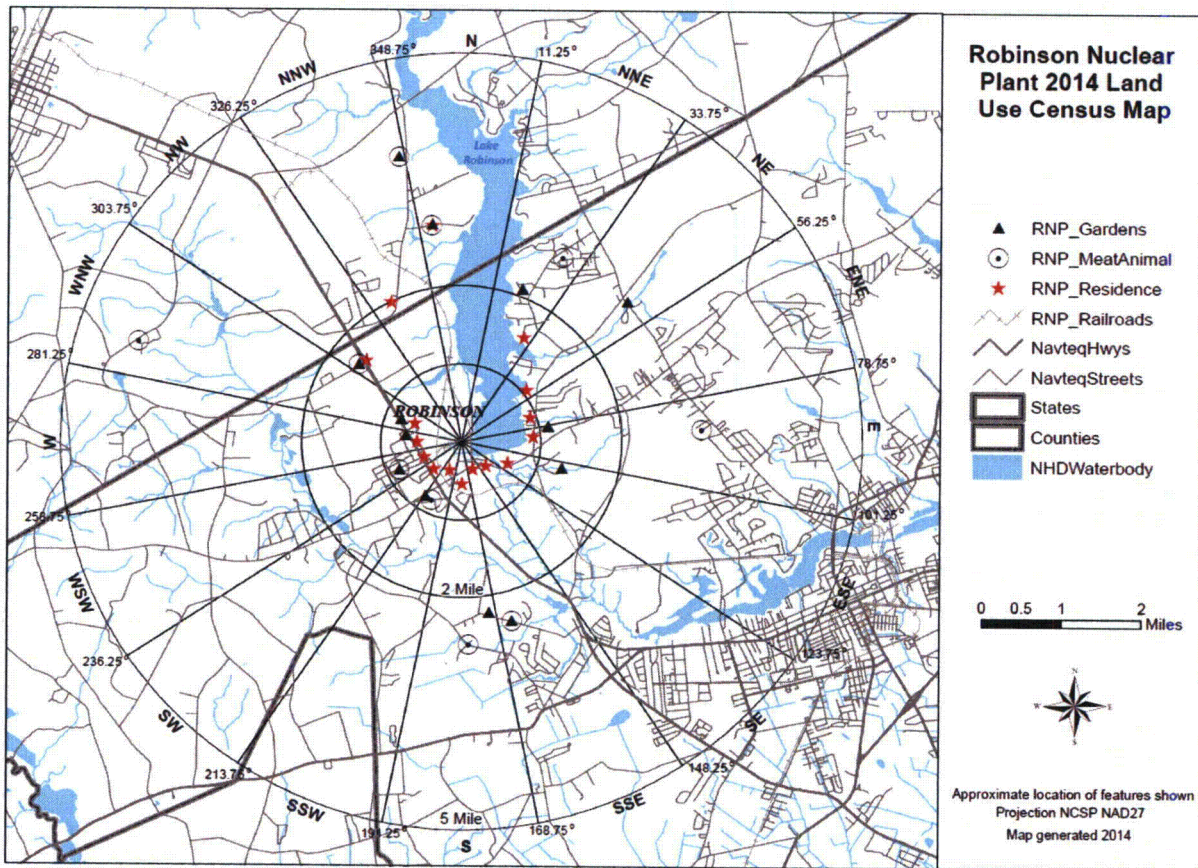 Robinson Nuclear
Plant 2014 Land
Use Census Map
RNP_Gardens
RNP_MeatAnimal
RNP_Residence
RNP_Railroads
NavteqHwys
NavteqStreets
States
Counties
NHDWaterbody
0 0.5 1 2
Miles
N
W E
S
Approximate location of features shown
Projection NCSP NAD27
Map generated 2014
348.75°
N
11.25°
NNW
NNE
326.25°
33.75°
NW
Lake
Robinson
NE
303.75°
56.25°
WNW
ENE
281.25°
78.75°
ROBINSON
W
E
258.75
101.25°
WSW
2 Mile
ESE
236.25°
123.75°
SW
SE
213.75°
148.25°
SSW
SSE
191.25°
5 Mile
168.75°
S